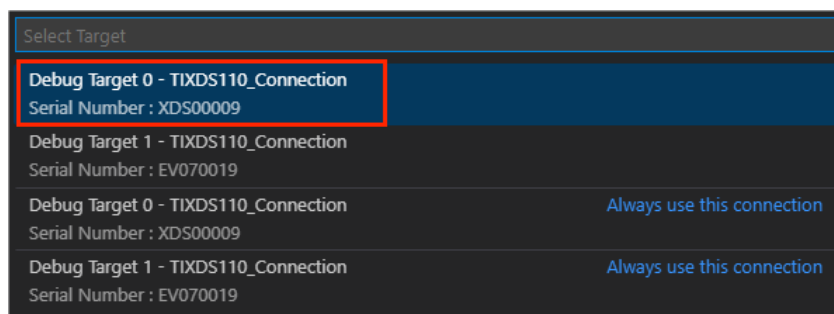 Select Target
Debug Target 0 - TIXDS110_Connection
Serial Number : XDS00009
Debug Target 1 - TIXDS110_Connection
Serial Number : EV070019
Debug Target 0 - TIXDS110_Connection Always use this connection
Serial Number : XDS00009
Debug Target 1 - TIXDS110_Connection Always use this connection
Serial Number : EV070019